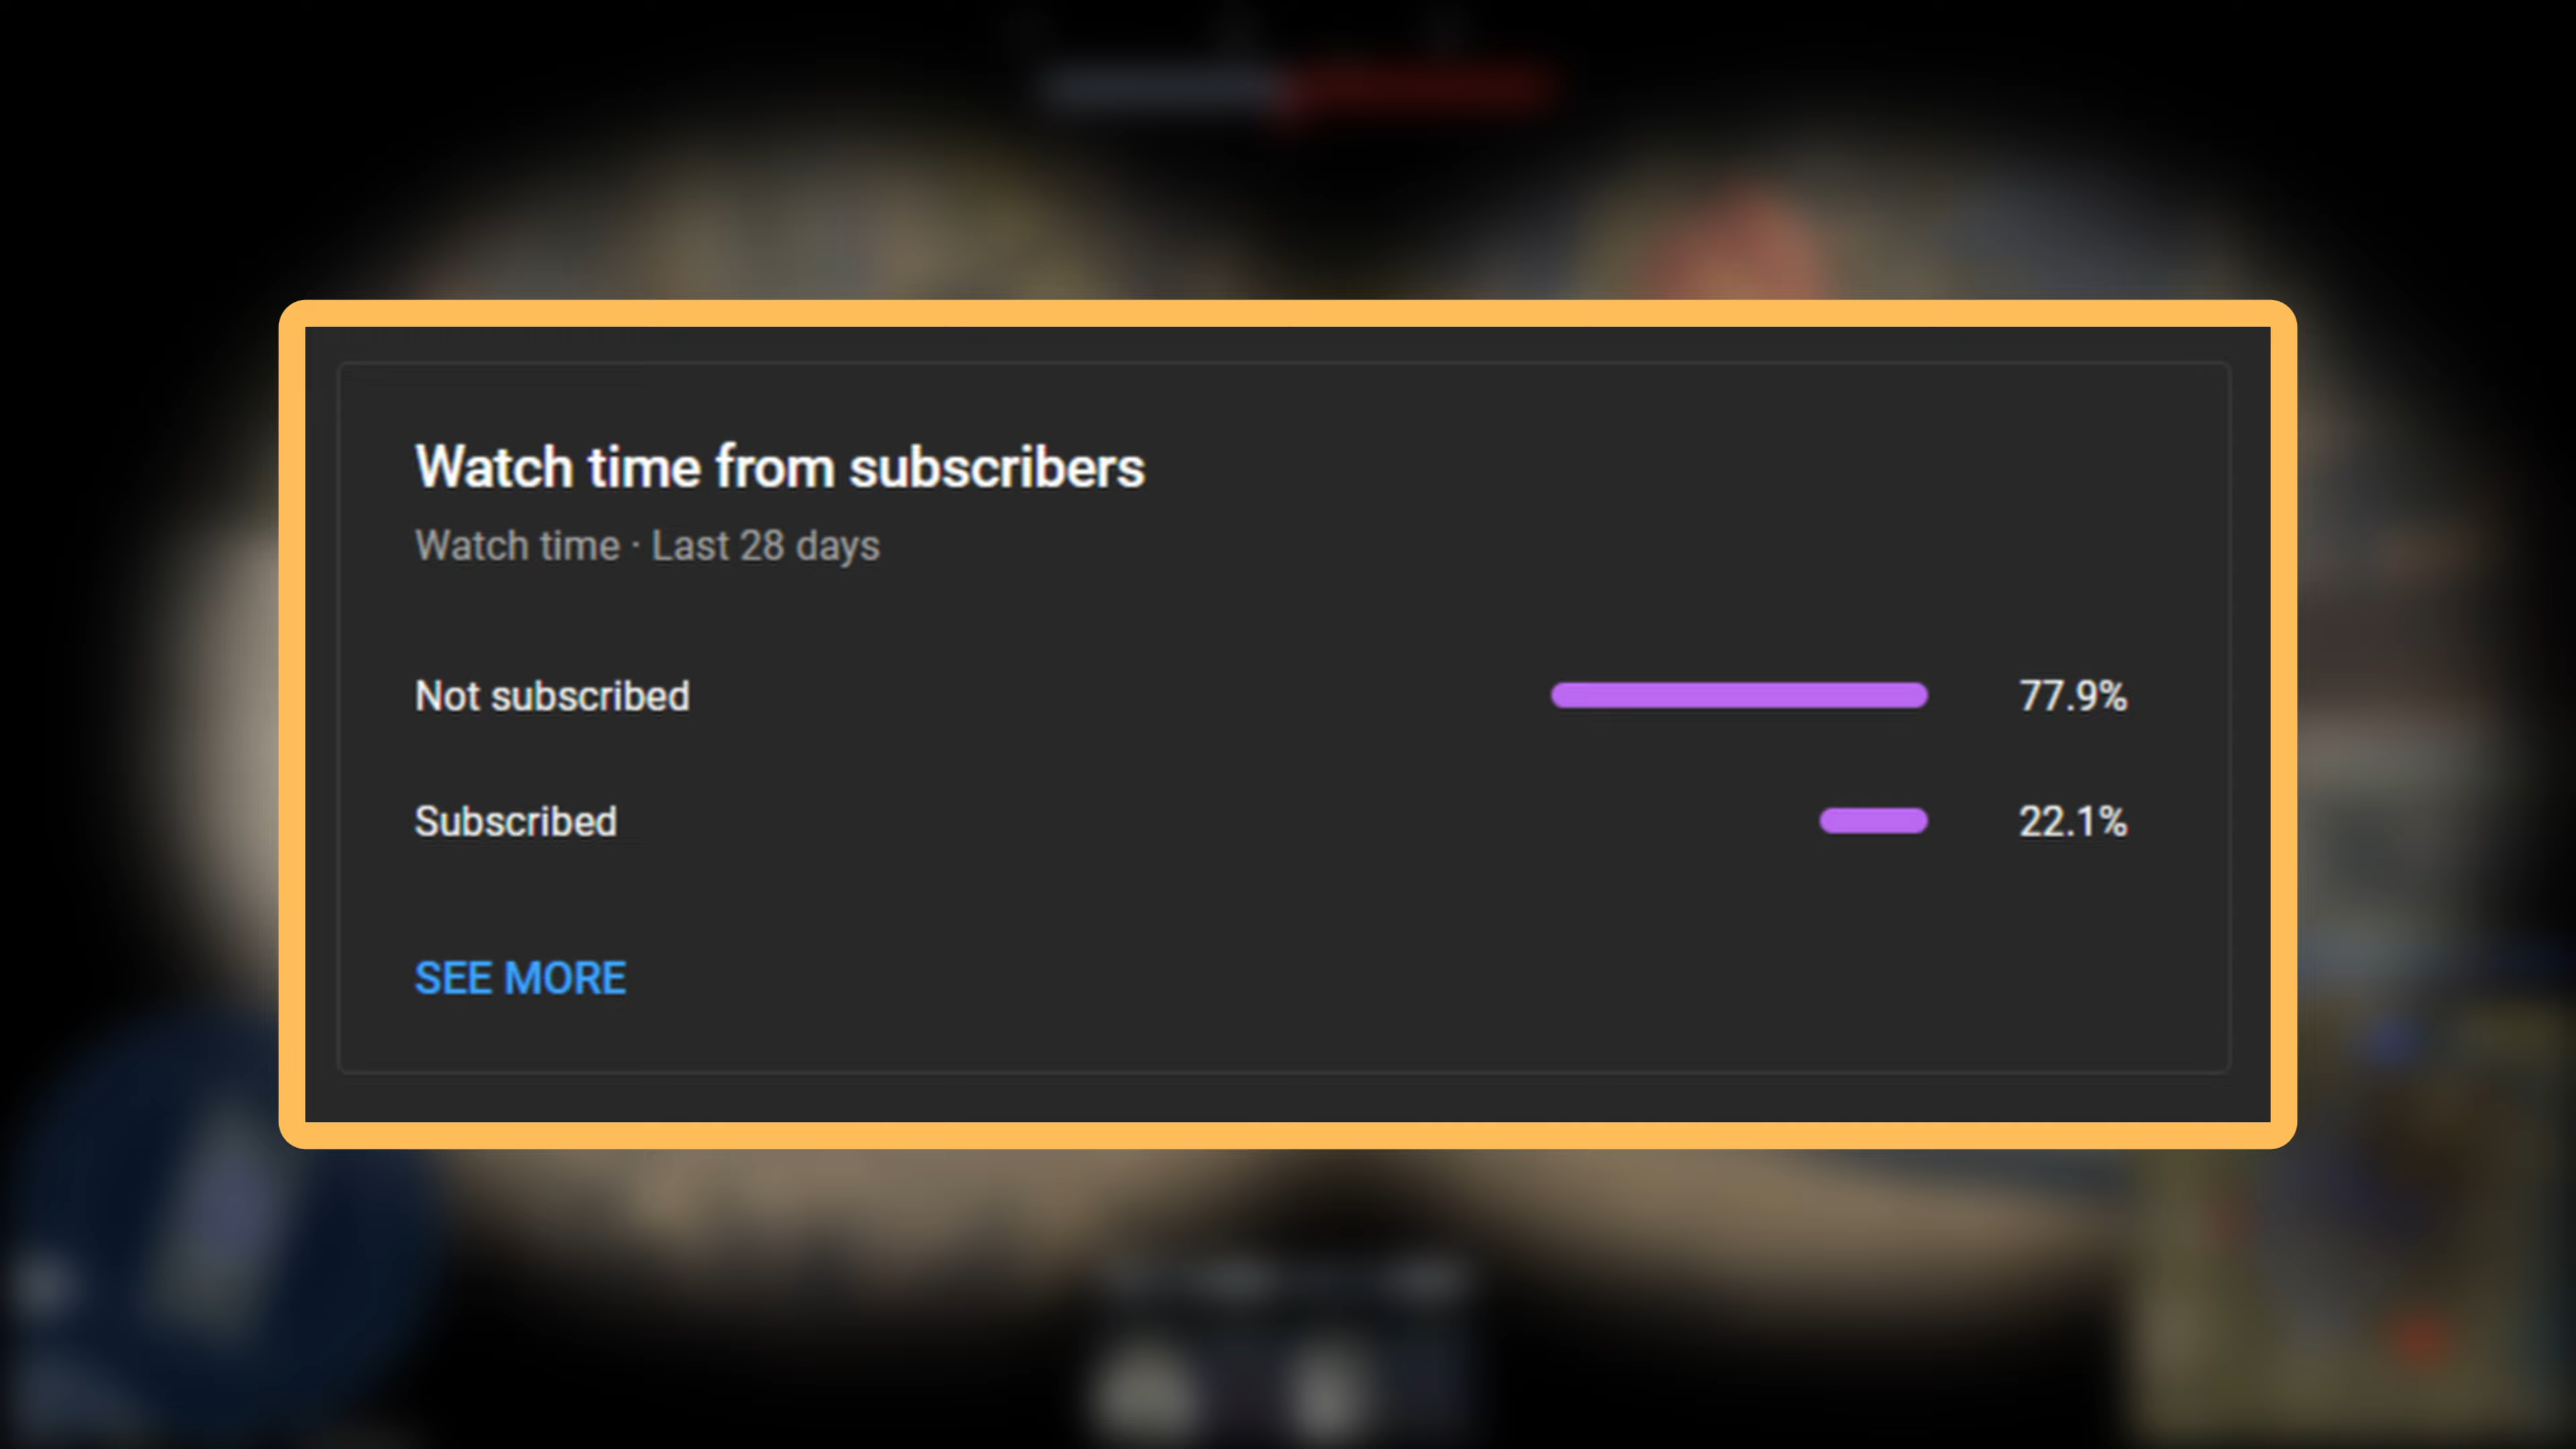 Watch time from subscribers
Watch time · Last 28 days
Not subscribed 77.9%
Subscribed 22.1%
SEE MORE